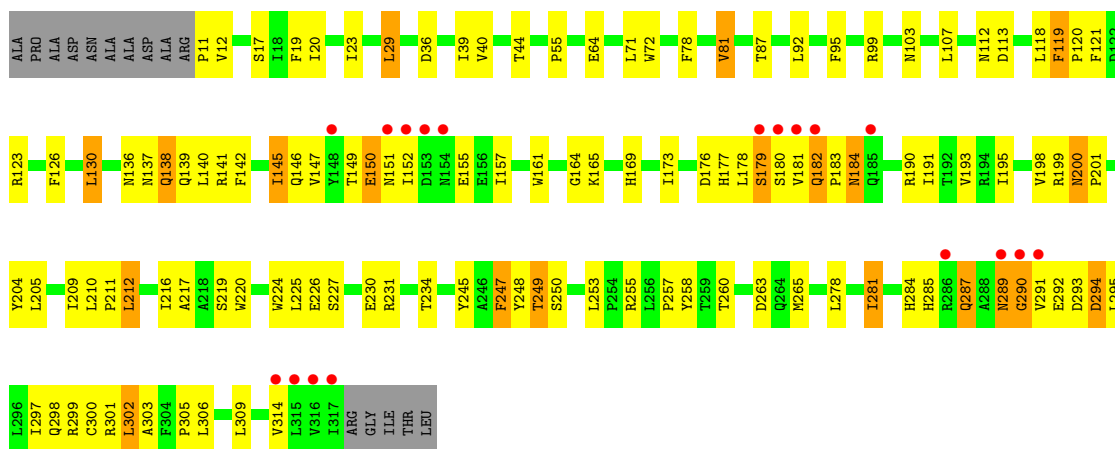 ALA PRO ALA ASP ASN ALA ALA ASP ALA ARG P11 V12 S17 I18 F19 I20 I23 L29 D36 I39 V40 T44 P55 E64 L71 W72 F78 V81 T87 L92 F95 R99 N103 L107 N112 D113 L118 F119 P120 F121 D122
R123 F126 L130 N136 N137 Q138 Q139 L140 R141 F142 I145 Q146 V147 Y148 T149 E150 N151 I152 D153 N154 E155 E156 I157 W161 G164 K165 H169 I173 D176 H177 L178 S179 S180 V181 Q182 P183 N184 Q185 R190 I191 T192 V193 R194 I195 V198 R199 N200 P201
Y204 L205 I209 L210 P211 L212 I216 A217 A218 S219 W220 W224 L225 E226 S227 E230 R231 T234 Y245 A246 F247 Y248 T249 S250 L253 P254 R255 L256 P257 Y258 T259 T260 D263 Q264 M265 L278 I281 H284 H285 R286 Q287 A288 N289 G290 V291 E292 D293 D294
L296 I297 Q298 R299 C300 R301 L302 A303 F304 P305 L306 L309 V314 L315 V316 I317 ARG GLY ILE THR LEU